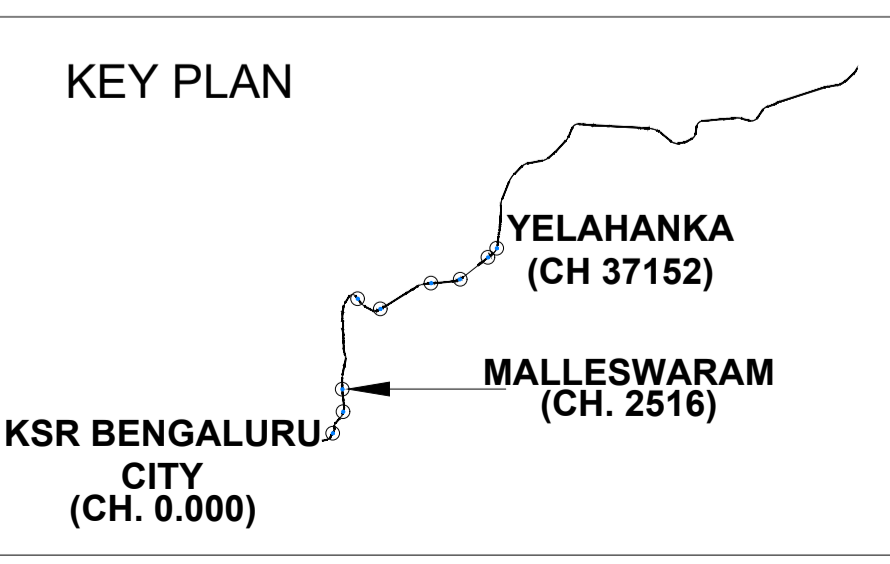 KEY PLAN
YELAHANKA
(CH 37152)
MALLESWARAM
(CH. 2516)
KSR BENGALURU
CITY
(CH. 0.000)